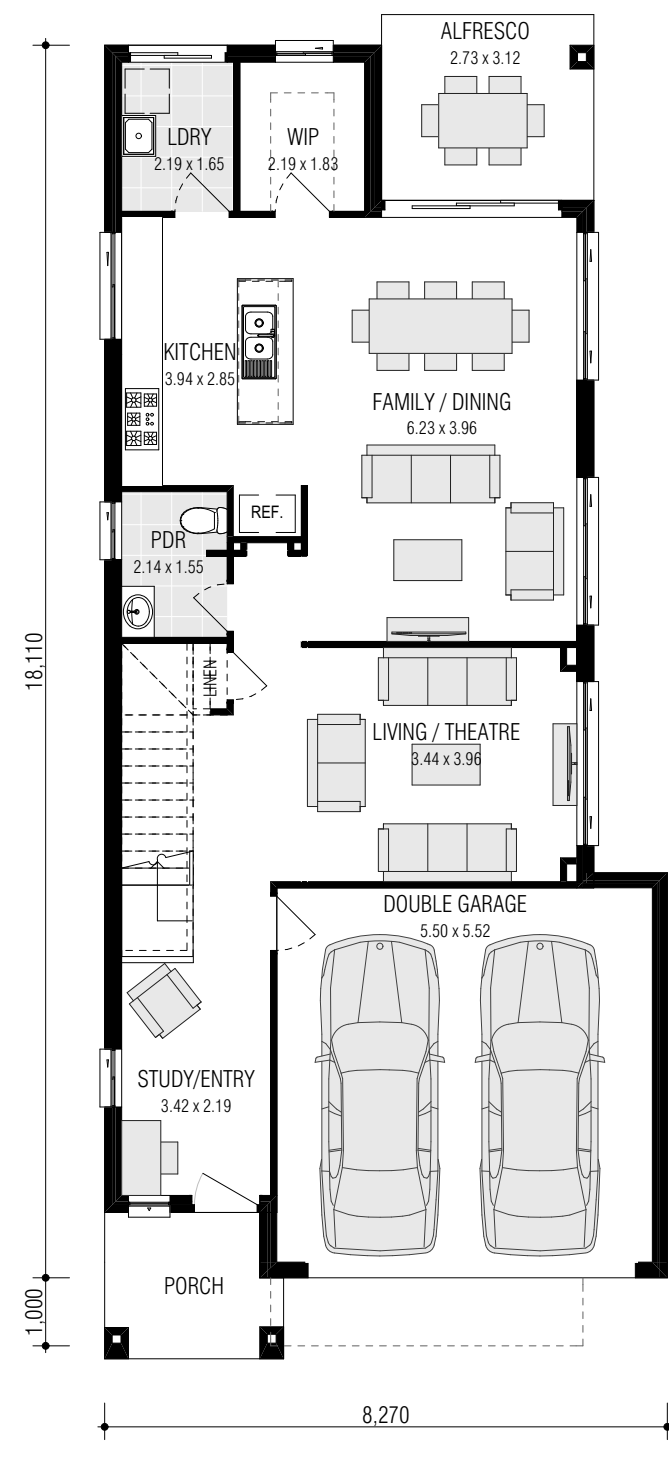 ALFRESCO
2.73 x 3.12
LDRY
2.19 x 1.65
WIP
2.19 x 1.83
KITCHEN
3.94 x 2.85
FAMILY / DINING
6.23 x 3.96
REF.
PDR
2.14 x 1.55
18,110
LINEN
LIVING / THEATRE
3.44 x 3.96
DOUBLE GARAGE
5.50 x 5.52
STUDY/ENTRY
3.42 x 2.19
PORCH
1,000
8,270